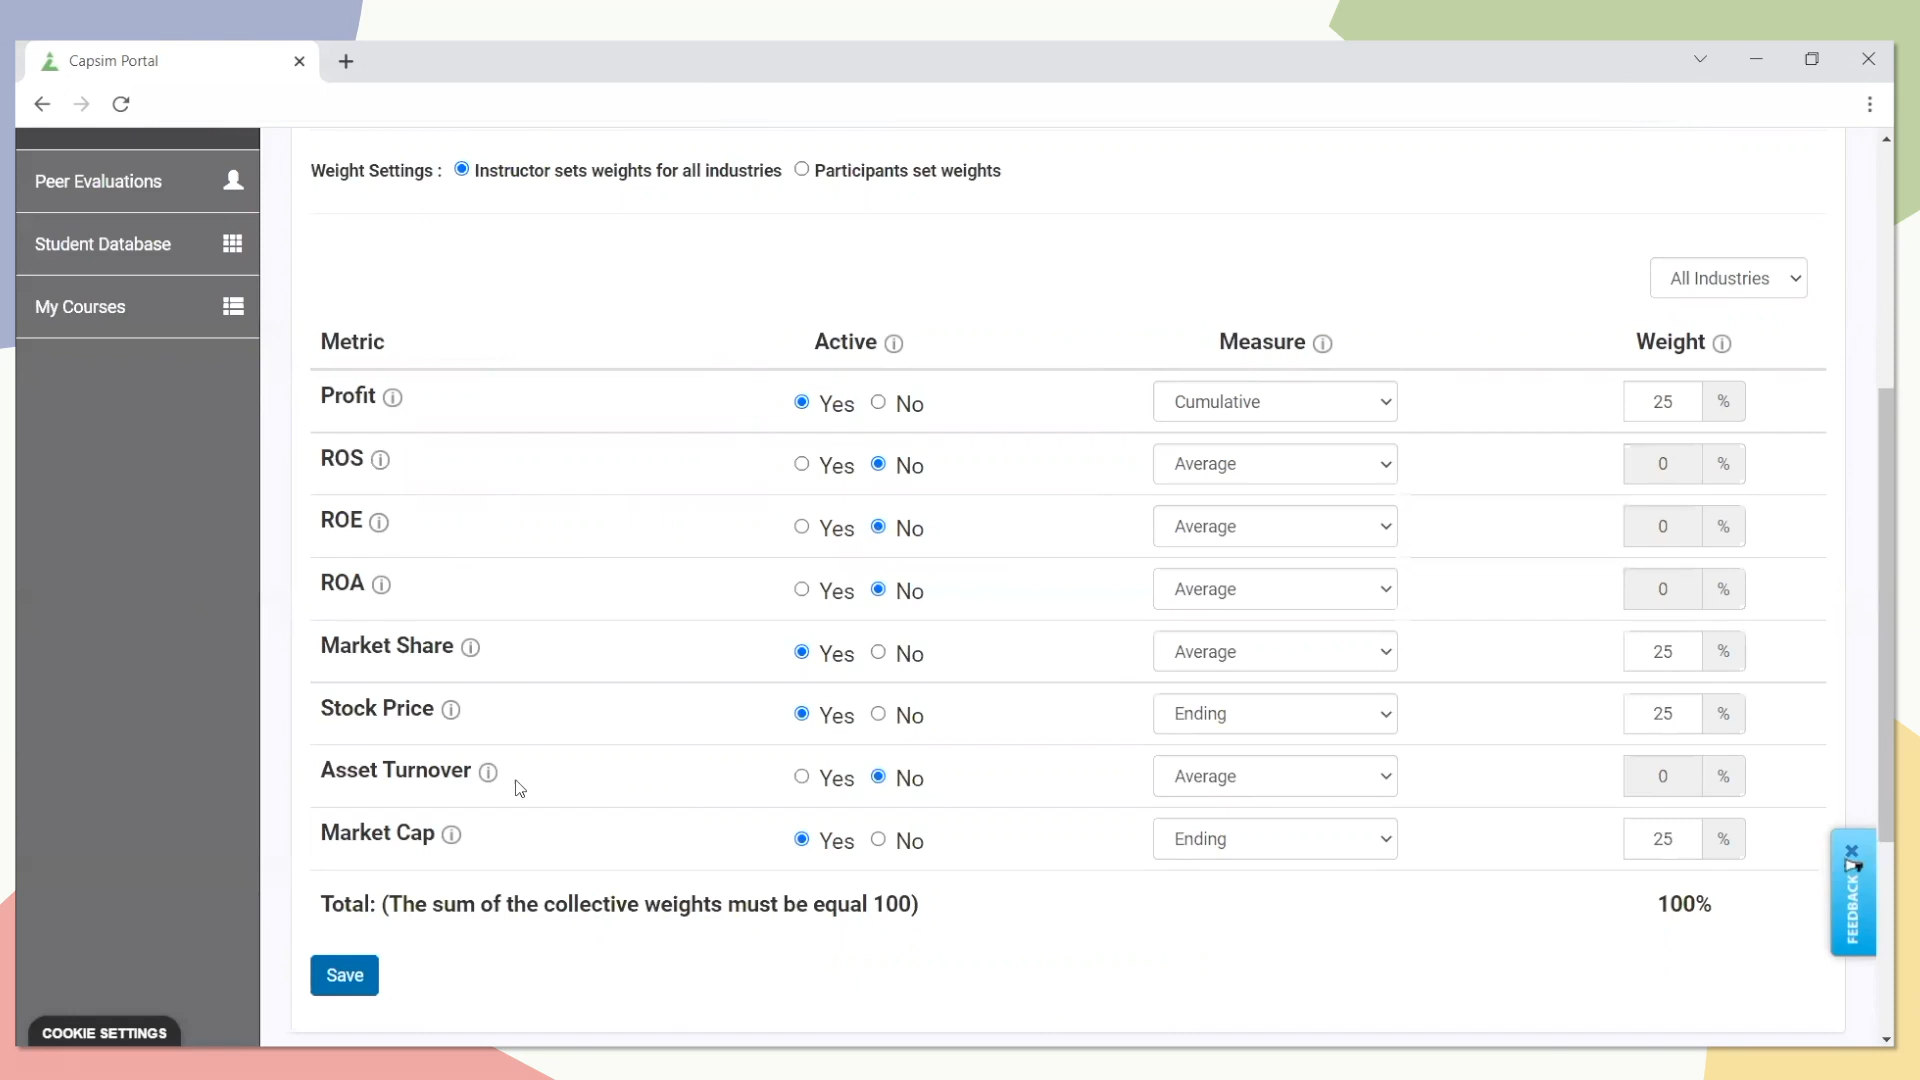 Capsim Portal
Peer Evaluations
Student Database
My Courses
COOKIE SETTINGS
Weight Settings : Instructor sets weights for all industries Participants set weights
All Industries
Metric Active Measure Weight
Profit Yes No Cumulative 25 %
ROS Yes No Average 0 %
ROE Yes No Average 0 %
ROA Yes No Average 0 %
Market Share Yes No Average 25 %
Stock Price Yes No Ending 25 %
Asset Turnover Yes No Average 0 %
Market Cap Yes No Ending 25 %
Total: (The sum of the collective weights must be equal 100) 100%
Save
FEEDBACK